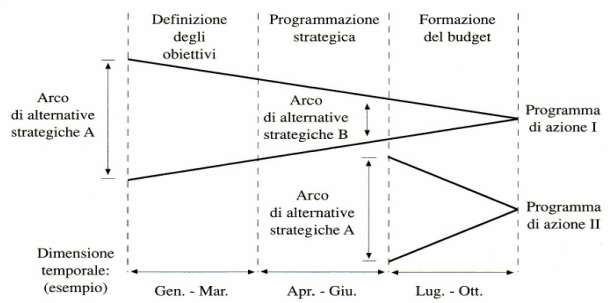 Definizione
degli
obiettivi
Programmazione
strategica
Formazione
del budget
Arco
di alternative
strategiche A
Arco
di alternative
strategiche B
Programma
di azione I
Arco
di alternative
strategiche A
Programma
di azione II
Dimensione
temporale:
(esempio)
Gen. - Mar.
Apr. - Giu.
Lug. - Ott.